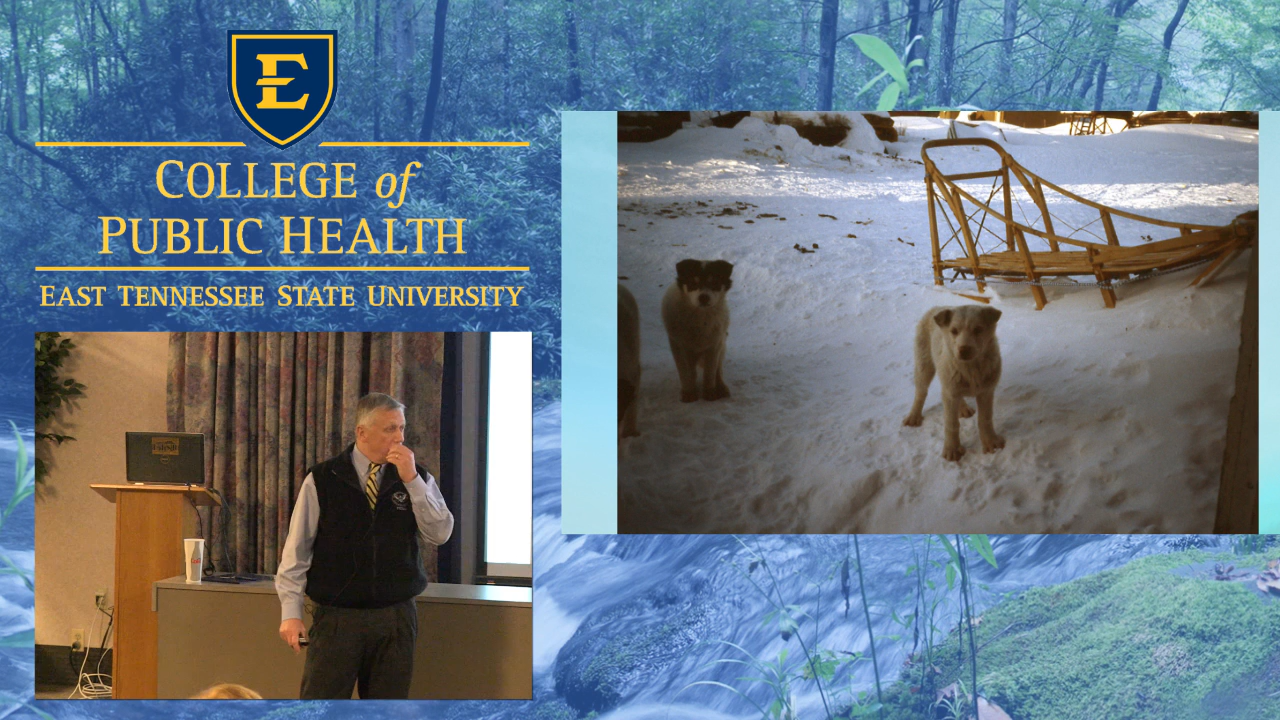 E
COLLEGE of
PUBLIC HEALTH
EAST TENNESSEE STATE UNIVERSITY